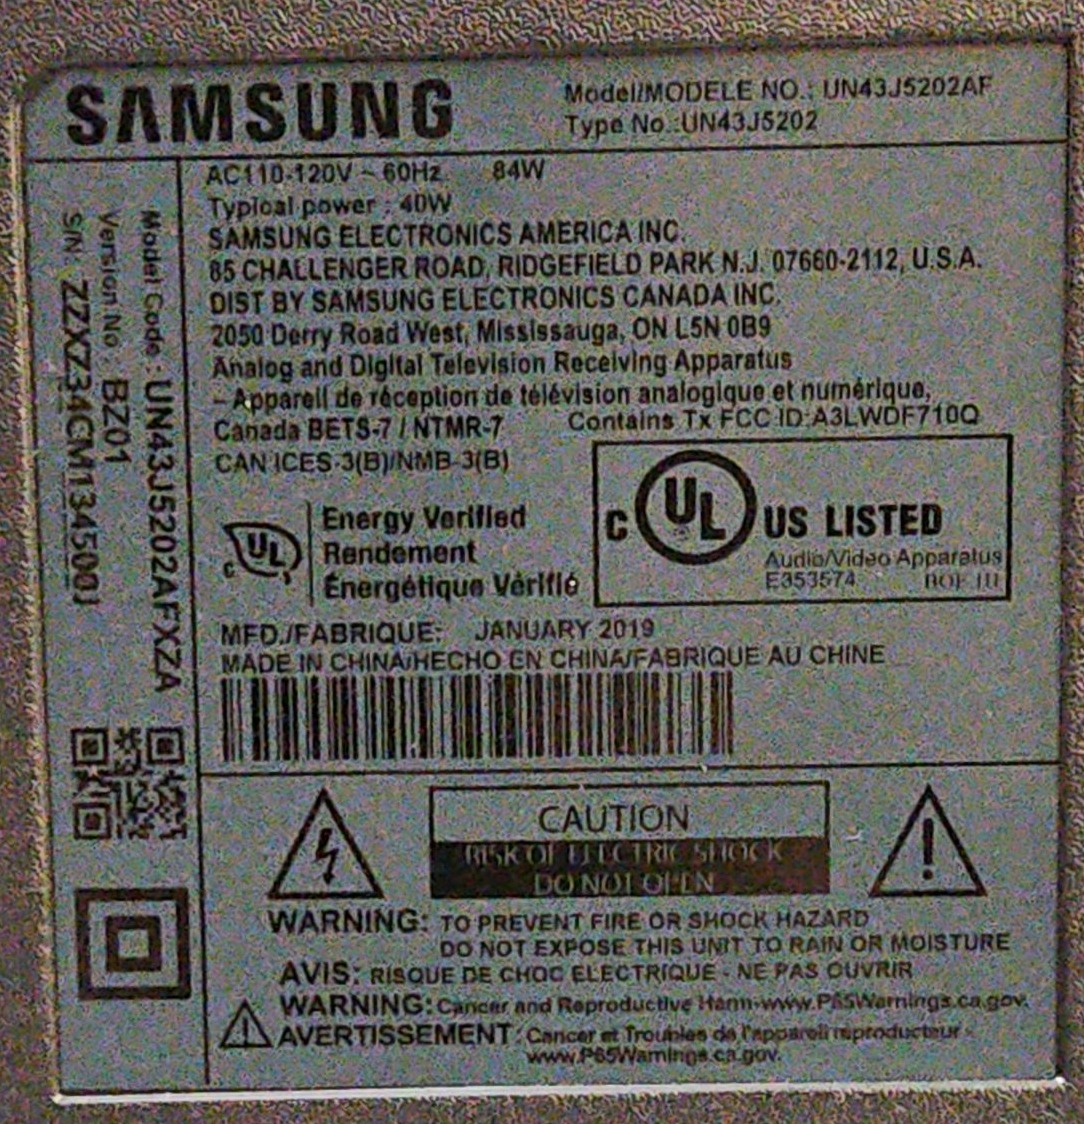 SAMSUNG
Model/MODELE NO.: UN43J5202AF
Type No.:UN43J5202
Model Code : UN43J5202AFXZA
Version No : BZ01
S/N :
AC110-120V ~ 60Hz 84W
Typical power : 40W
SAMSUNG ELECTRONICS AMERICA INC.
85 CHALLENGER ROAD, RIDGEFIELD PARK N.J. 07660-2112, U.S.A.
DIST BY SAMSUNG ELECTRONICS CANADA INC.
2050 Derry Road West, Mississauga, ON L5N 0B9
Analog and Digital Television Receiving Apparatus
– Appareil de réception de télévision analogique et numérique,
Canada BETS-7 / NTMR-7 Contains Tx FCC ID:A3LWDF710Q
CAN ICES-3(B)/NMB-3(B)
C UL US LISTED
Audio/Video Apparatus
E353574
c UL
Energy Verified
Rendement
Énergétique Vérifié
MFD./FABRIQUE: JANUARY 2019
MADE IN CHINA/HECHO EN CHINA/FABRIQUE AU CHINE
CAUTION
RISK OF ELECTRIC SHOCK
DO NOT OPEN
WARNING: TO PREVENT FIRE OR SHOCK HAZARD
DO NOT EXPOSE THIS UNIT TO RAIN OR MOISTURE
AVIS: RISQUE DE CHOC ELECTRIQUE - NE PAS OUVRIR
WARNING: Cancer and Reproductive Harm-www.P65Warnings.ca.gov.
AVERTISSEMENT : Cancer et Troubles de l'appareil reproducteur -
www.P65Warnings.ca.gov.